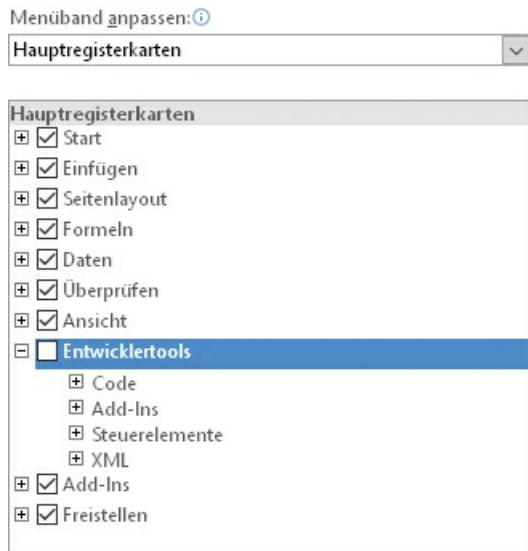 Menüband anpassen:
Hauptregisterkarten
Hauptregisterkarten
Start
Einfügen
Seitenlayout
Formeln
Daten
Überprüfen
Ansicht
Entwicklertools
Code
Add-Ins
Steuerelemente
XML
Add-Ins
Freistellen